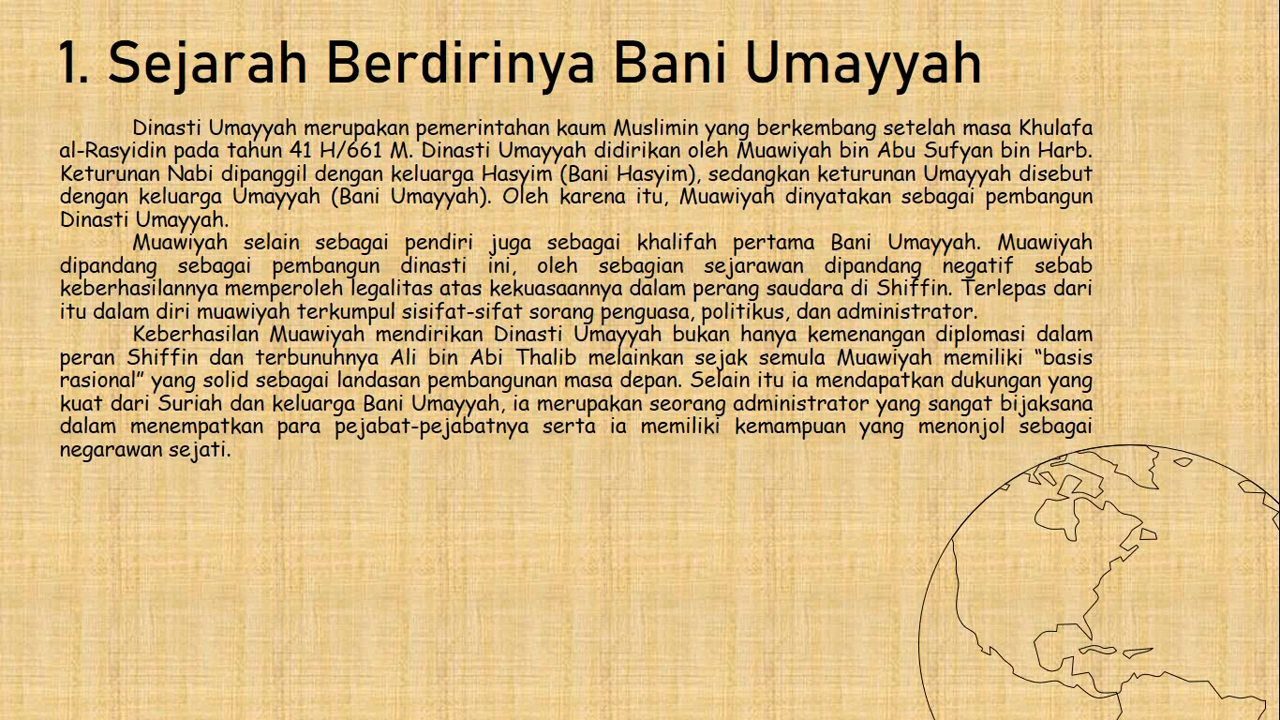 1. Sejarah Berdirinya Bani Umayyah
Dinasti Umayyah merupakan pemerintahan kaum Muslimin yang berkembang setelah masa Khulafa
al-Rasyidin pada tahun 41 H/661 M. Dinasti Umayyah didirikan oleh Muawiyah bin Abu Sufyan bin Harb.
Keturunan Nabi dipanggil dengan keluarga Hasyim (Bani Hasyim), sedangkan keturunan Umayyah disebut
dengan keluarga Umayyah (Bani Umayyah). Oleh karena itu, Muawiyah dinyatakan sebagai pembangun
Dinasti Umayyah.
Muawiyah selain sebagai pendiri juga sebagai khalifah pertama Bani Umayyah. Muawiyah
dipandang sebagai pembangun dinasti ini, oleh sebagian sejarawan dipandang negatif sebab
keberhasilannya memperoleh legalitas atas kekuasaannya dalam perang saudara di Shiffin. Terlepas dari
itu dalam diri muawiyah terkumpul sisifat-sifat sorang penguasa, politikus, dan administrator.
Keberhasilan Muawiyah mendirikan Dinasti Umayyah bukan hanya kemenangan diplomasi dalam
peran Shiffin dan terbunuhnya Ali bin Abi Thalib melainkan sejak semula Muawiyah memiliki “basis
rasional” yang solid sebagai landasan pembangunan masa depan. Selain itu ia mendapatkan dukungan yang
kuat dari Suriah dan keluarga Bani Umayyah, ia merupakan seorang administrator yang sangat bijaksana
dalam menempatkan para pejabat-pejabatnya serta ia memiliki kemampuan yang menonjol sebagai
negarawan sejati.